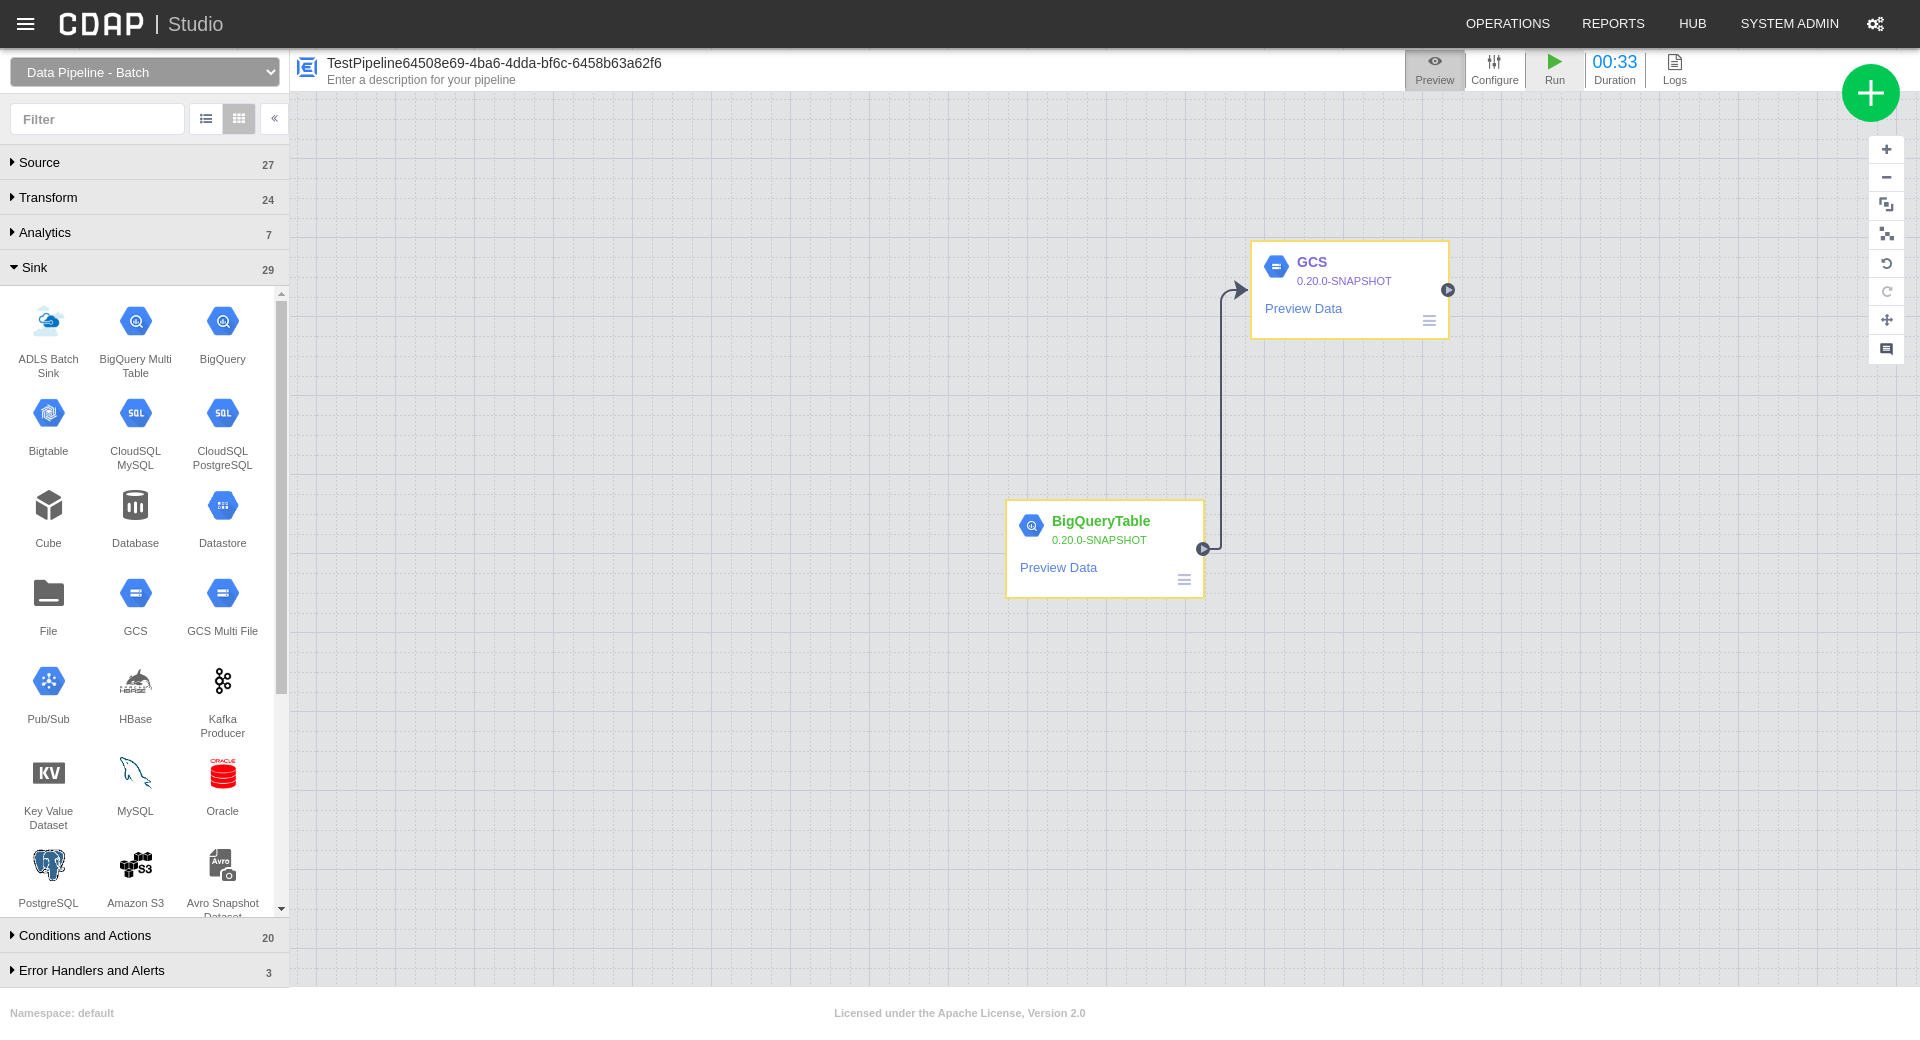 CDAP | Studio
OPERATIONS
REPORTS
HUB
SYSTEM ADMIN
Data Pipeline - Batch
TestPipeline64508e69-4ba6-4dda-bf6c-6458b63a62f6
Enter a description for your pipeline
Preview
Configure
Run
00:33
Duration
Logs
Filter
Source 27
Transform 24
Analytics 7
Sink 29
ADLS Batch
Sink
BigQuery Multi
Table
BigQuery
Bigtable
CloudSQL
MySQL
CloudSQL
PostgreSQL
SQL
SQL
Cube
Database
Datastore
File
GCS
GCS Multi File
Pub/Sub
HBASE
HBase
Kafka
Producer
KV
Key Value
Dataset
MySQL
ORACLE
Oracle
PostgreSQL
S3
Amazon S3
Avro
Avro Snapshot
Dataset
Conditions and Actions 20
Error Handlers and Alerts 3
GCS
0.20.0-SNAPSHOT
Preview Data
BigQueryTable
0.20.0-SNAPSHOT
Preview Data
Namespace: default
Licensed under the Apache License, Version 2.0